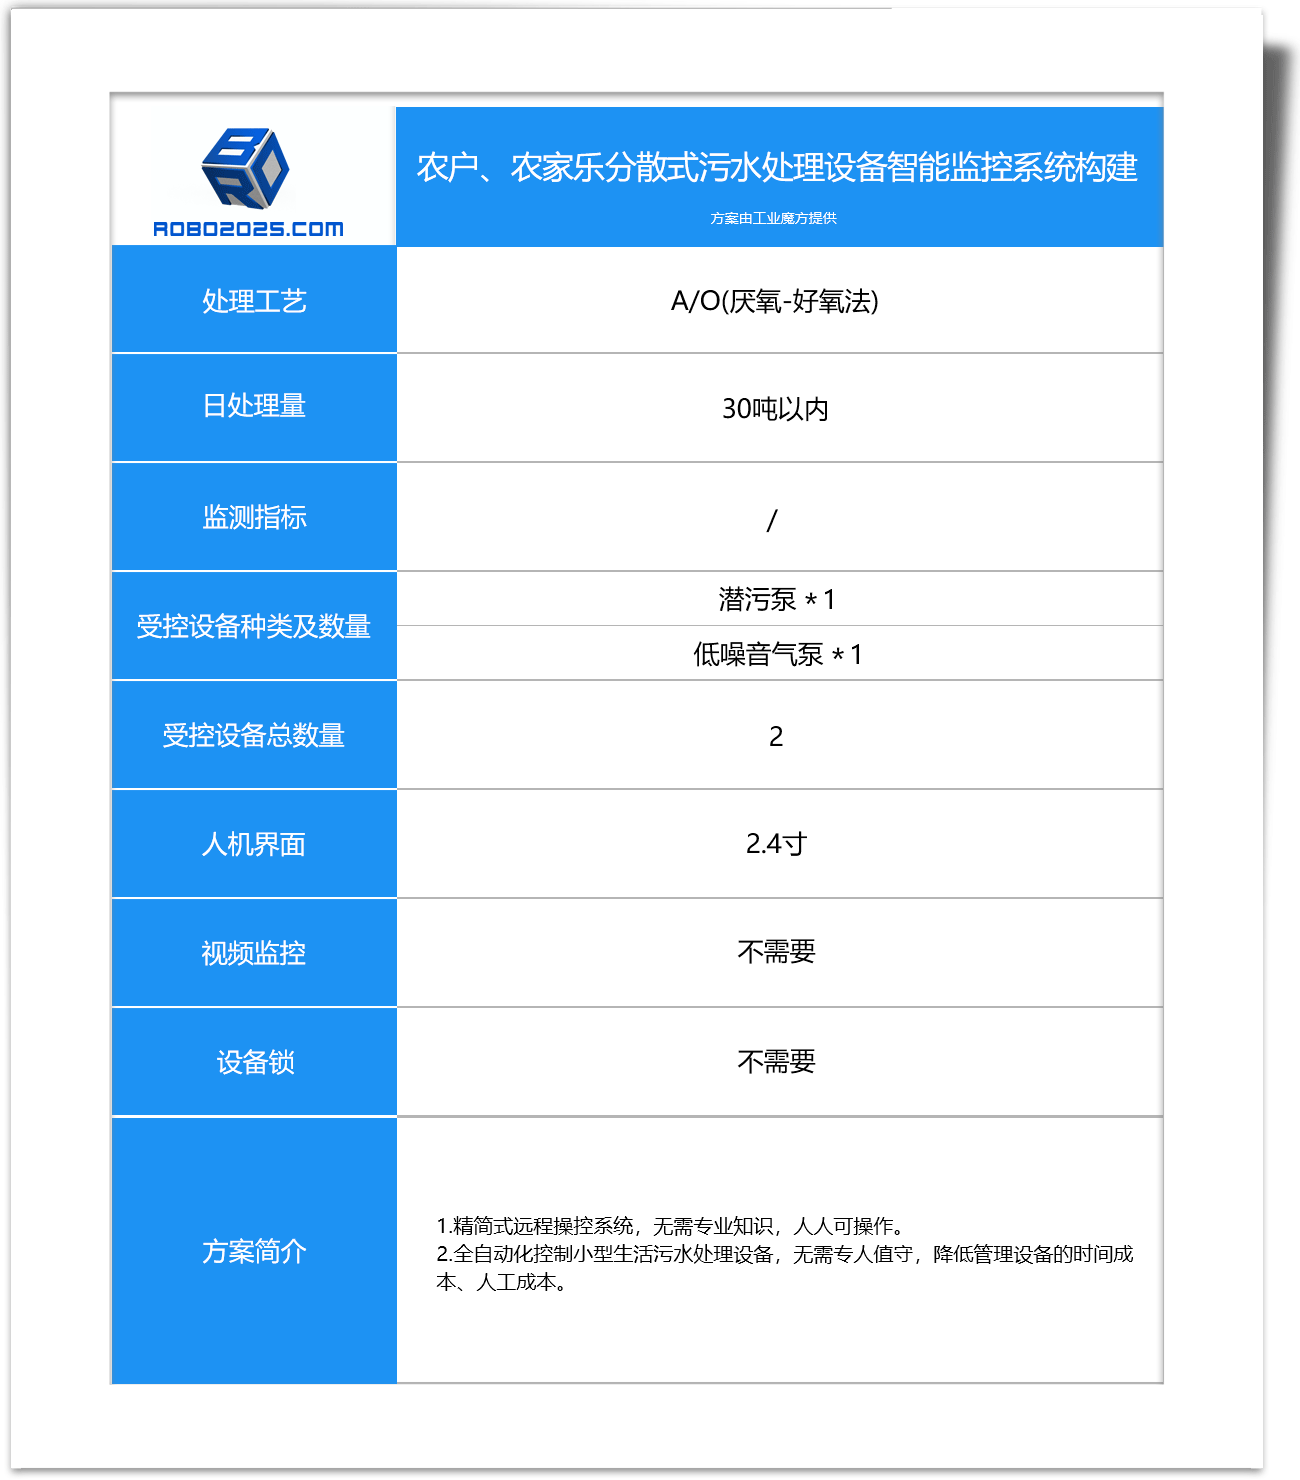 BOR
ROBO2025.COM
农户、农家乐分散式污水处理设备智能监控系统构建
方案由工业魔方提供
处理工艺
A/O(厌氧-好氧法)
日处理量
30吨以内
监测指标
/
受控设备种类及数量
潜污泵 * 1
低噪音气泵 * 1
受控设备总数量
2
人机界面
2.4寸
视频监控
不需要
设备锁
不需要
方案简介
1.精简式远程操控系统，无需专业知识，人人可操作。
2.全自动化控制小型生活污水处理设备，无需专人值守，降低管理设备的时间成
本、人工成本。